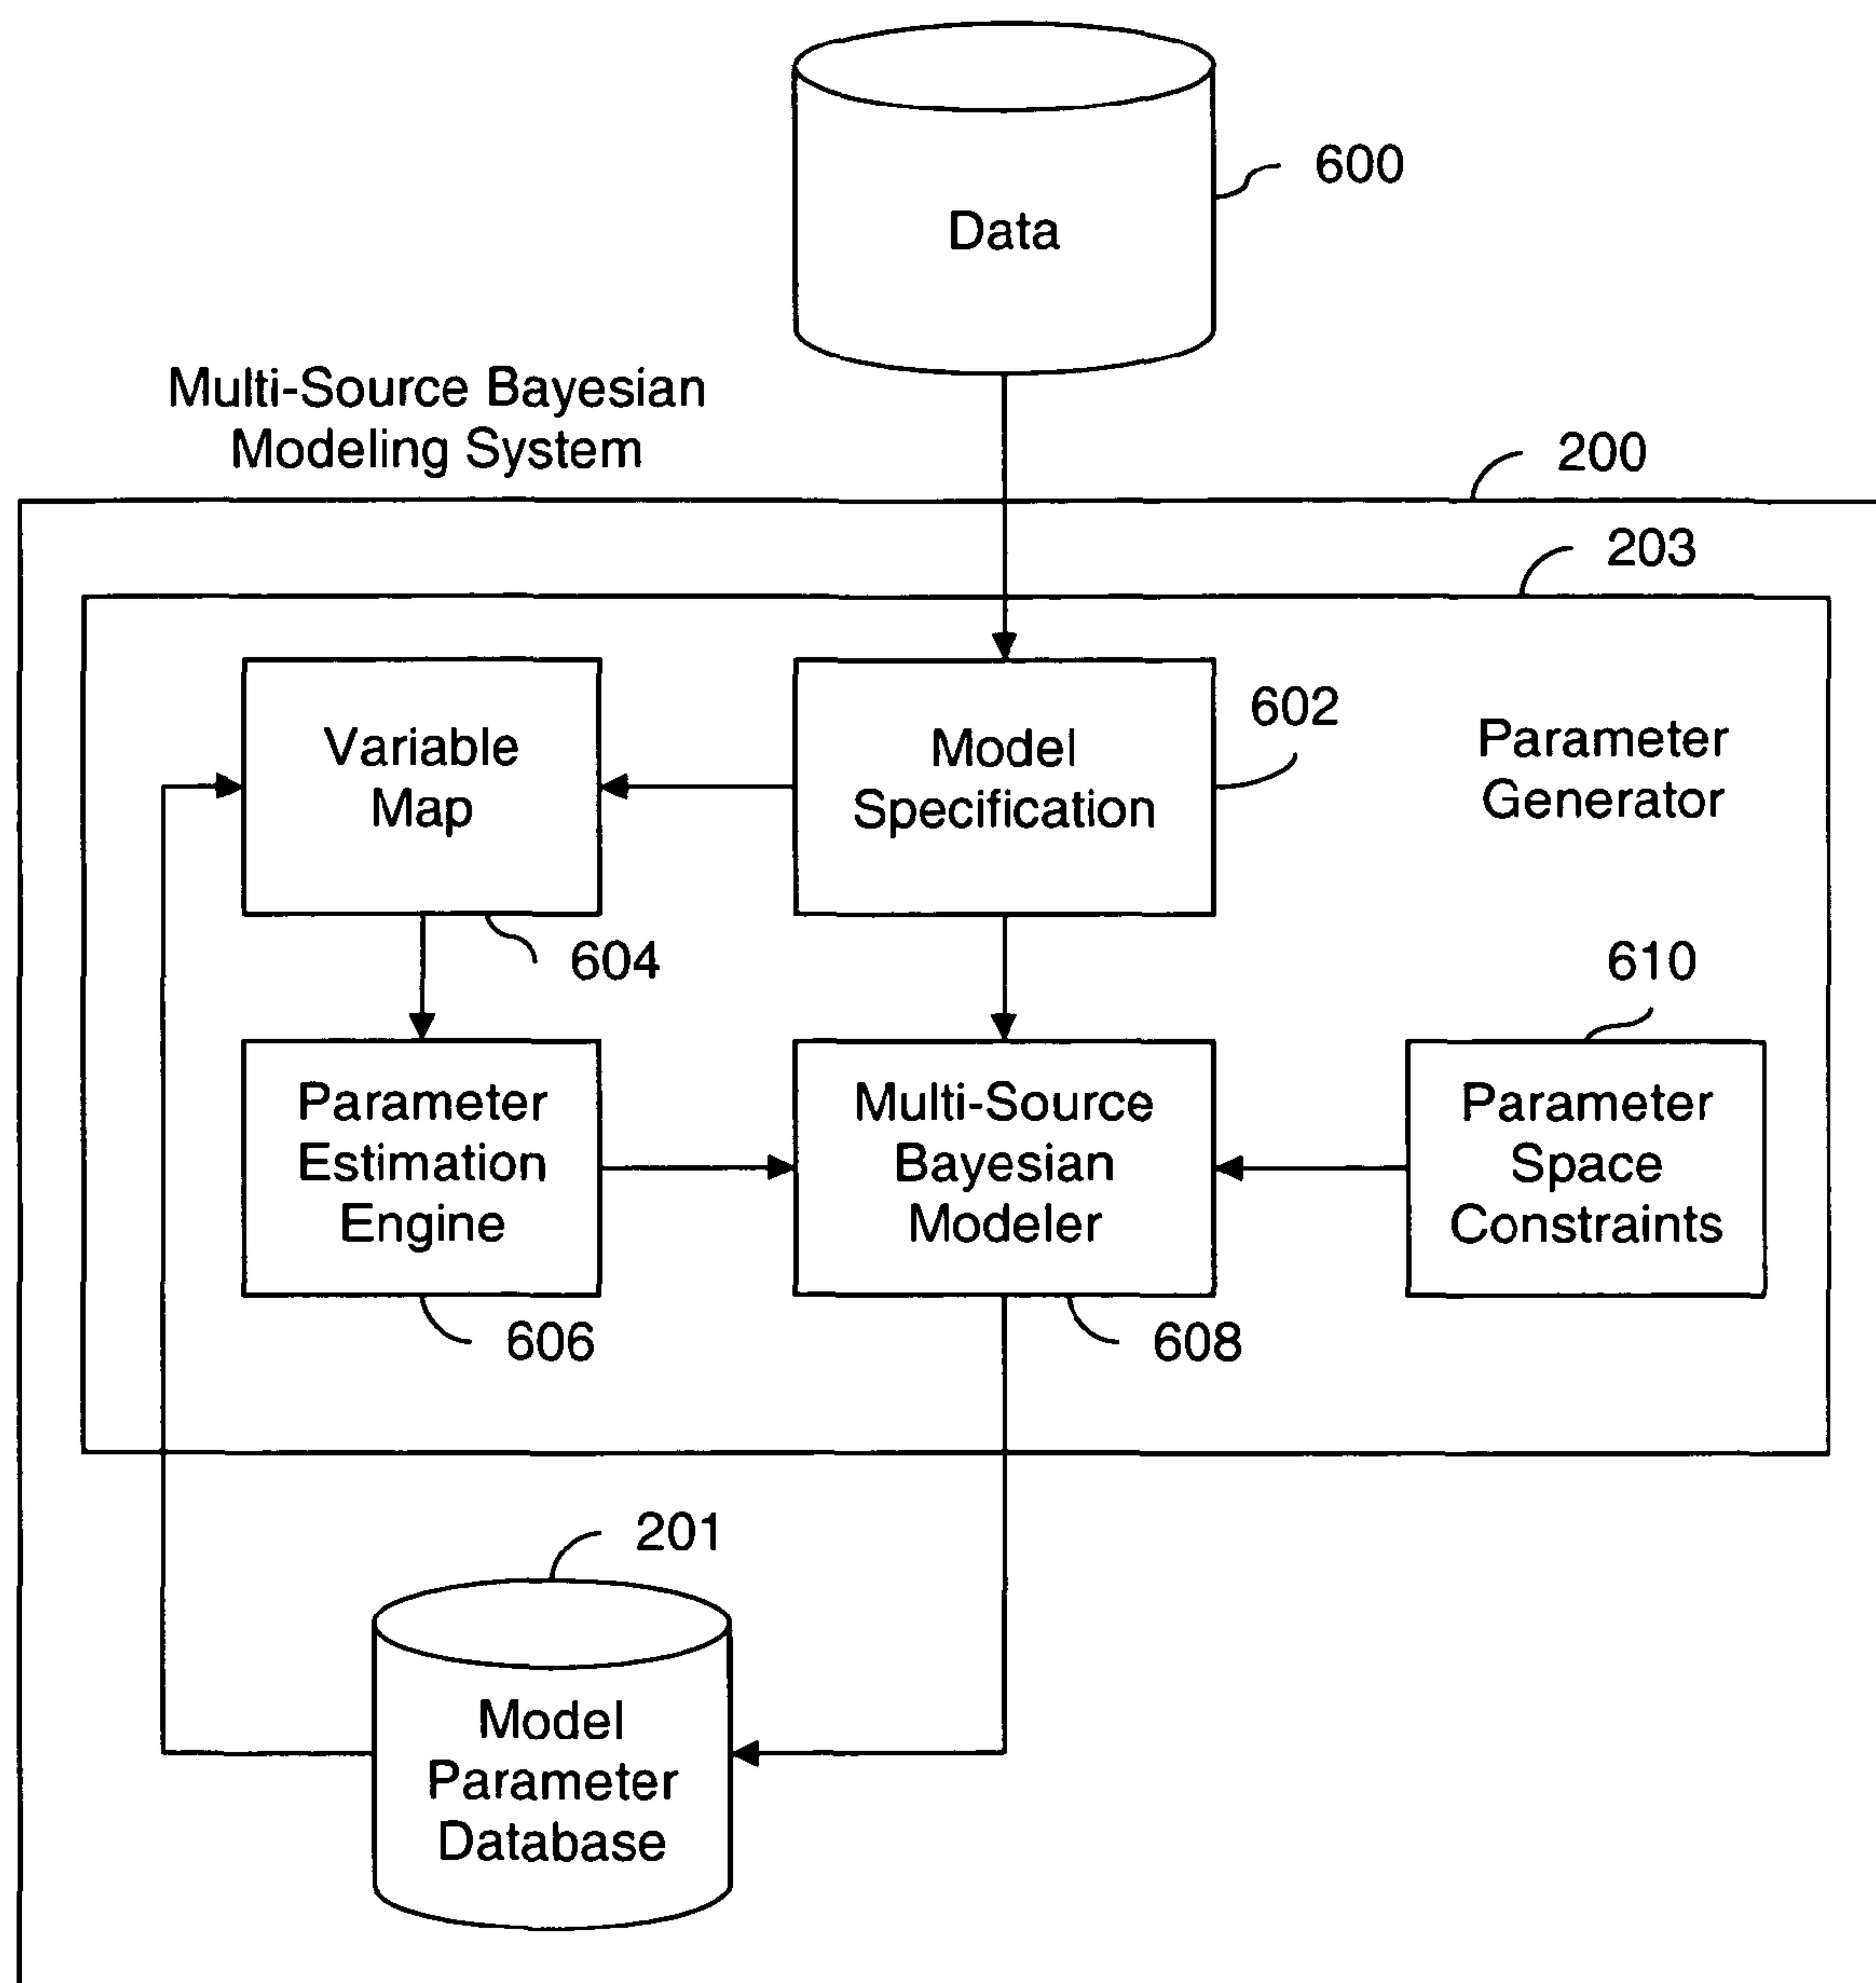 Data
600
Multi-Source Bayesian
Modeling System
200
203
Variable
Map
604
Model
Specification
602
Parameter
Generator
Parameter
Estimation
Engine
606
Multi-Source
Bayesian
Modeler
608
610
Parameter
Space
Constraints
201
Model
Parameter
Database